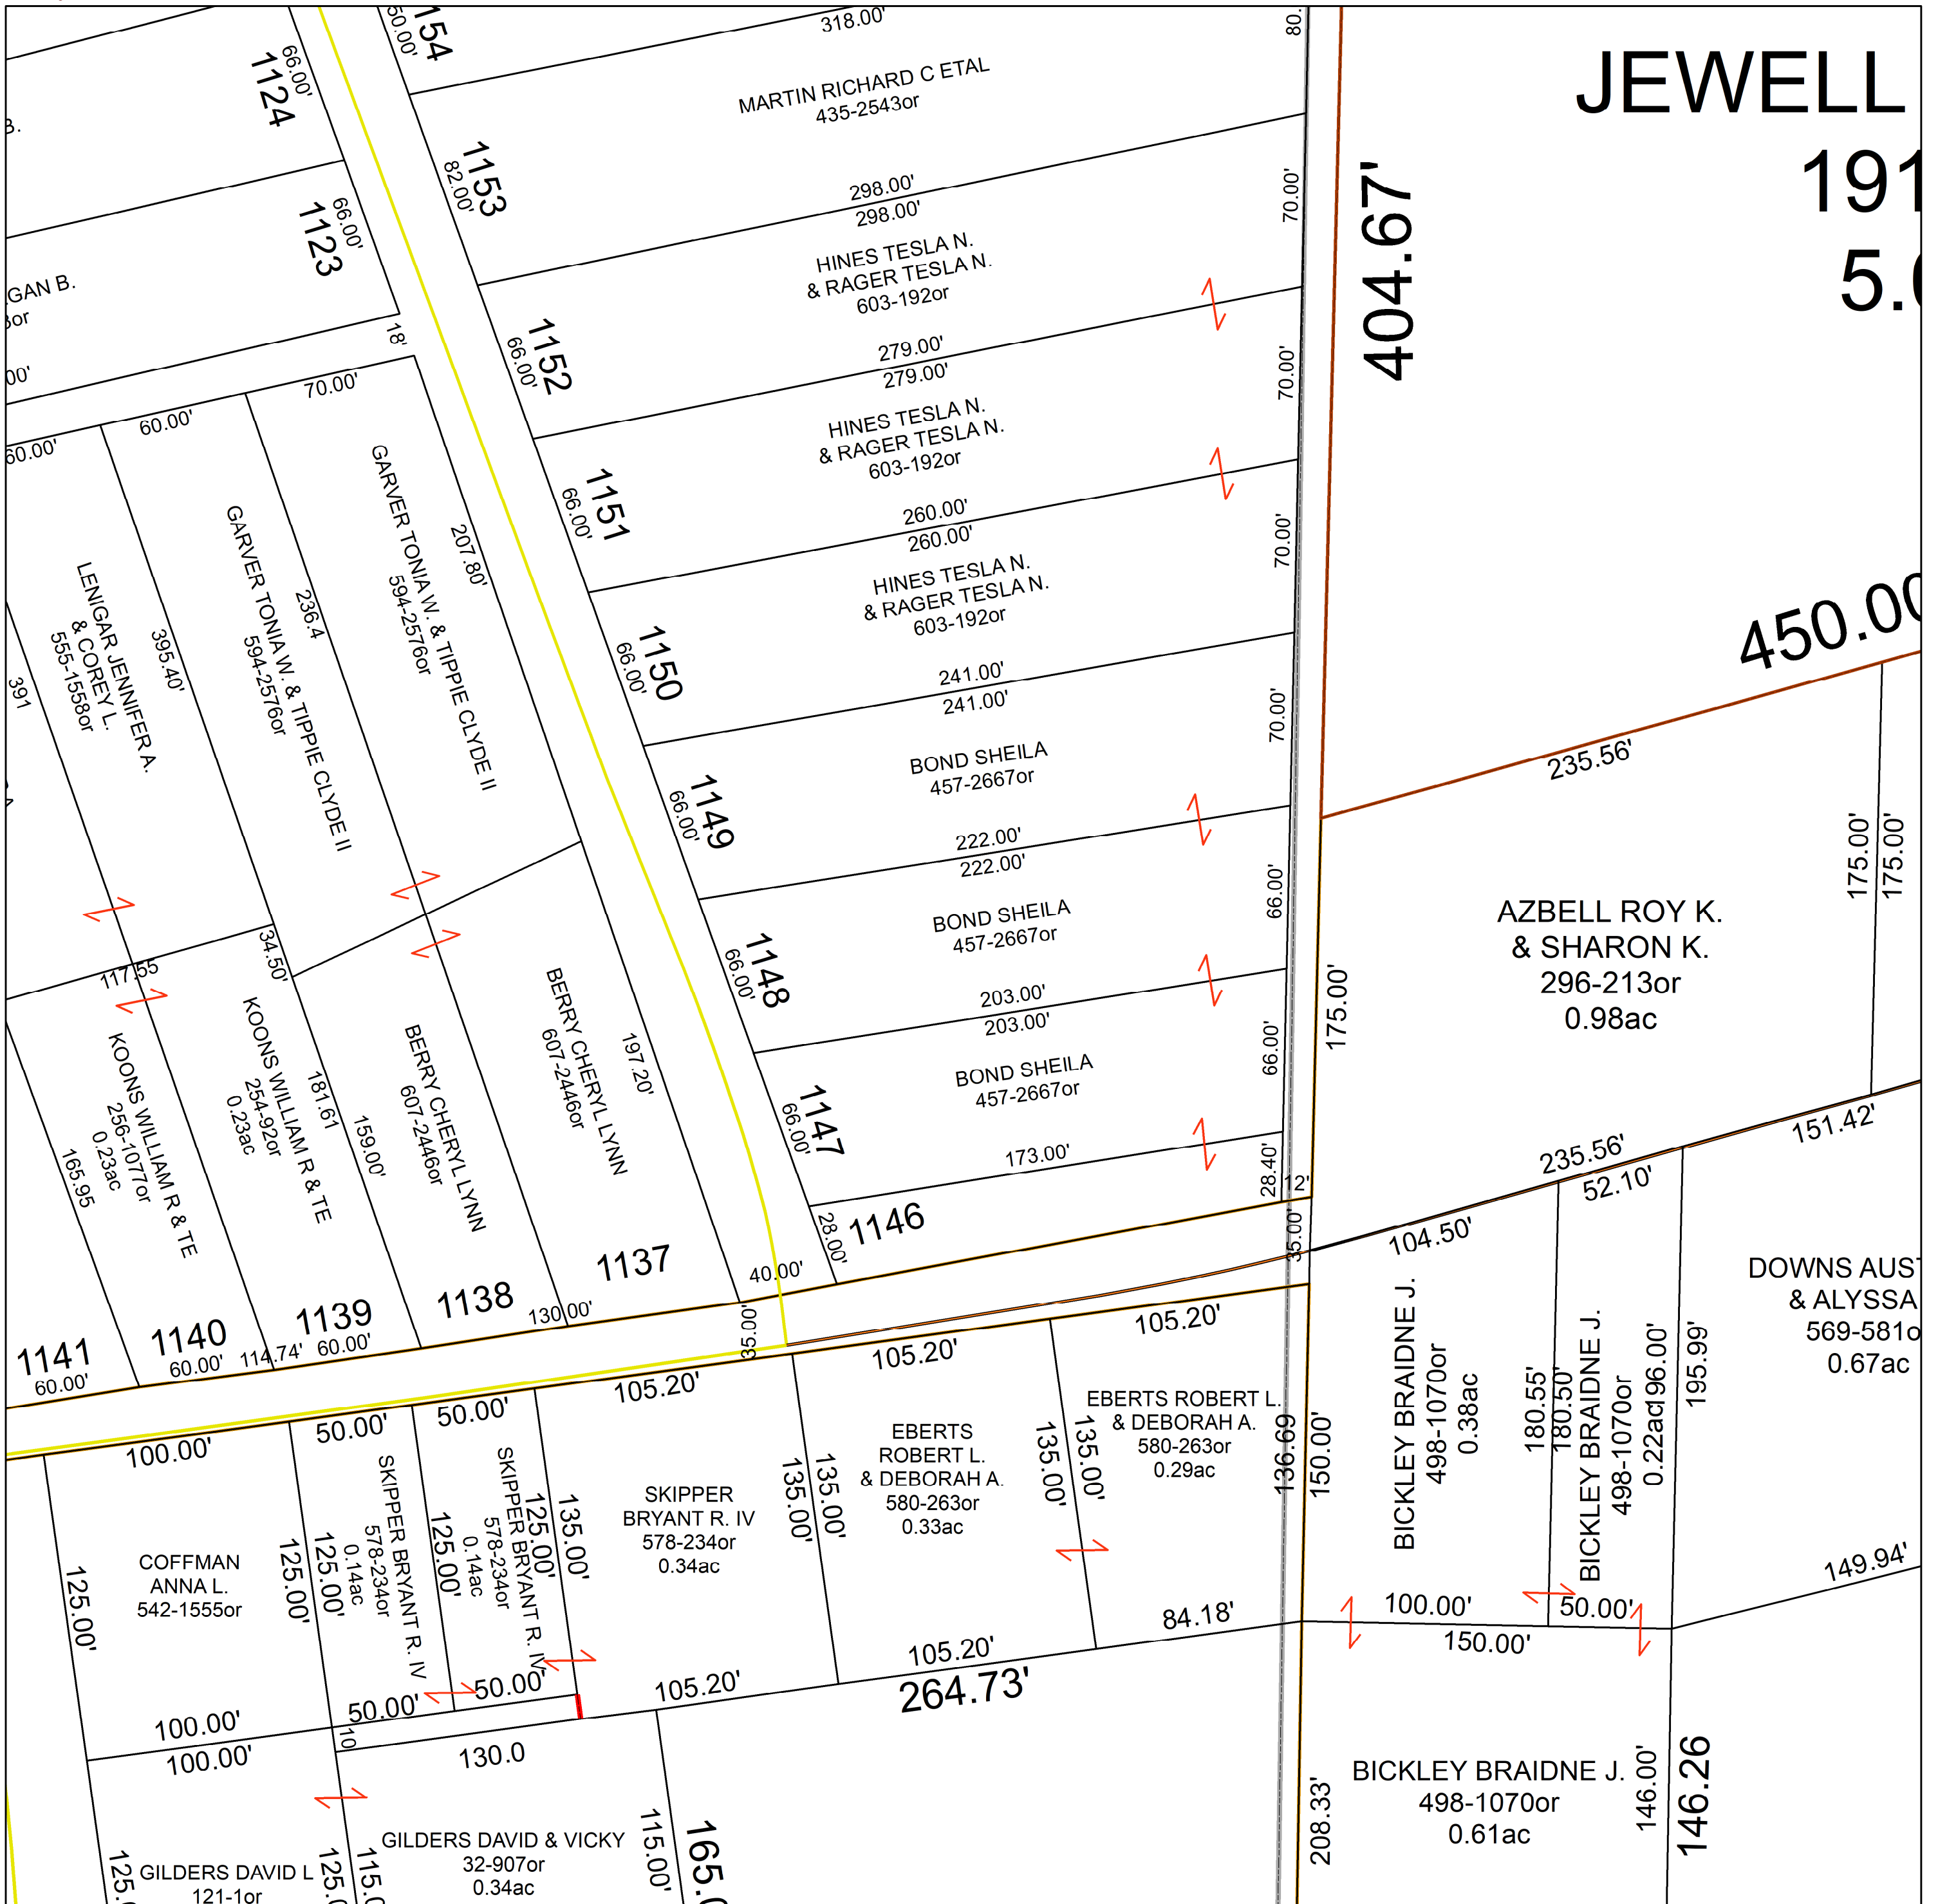 318.00'
80.
50.00'
154
66.00'
1124
MARTIN RICHARD C ETAL
435-2543or
JEWELL
191
404.67'
B.
1153
82.00'
298.00'
298.00'
70.00'
66.00'
1123
HINES TESLA N.
& RAGER TESLA N.
603-192or
GAN B.
18'
1152
66.00'
279.00'
279.00'
70.00'
00'
70.00'
60.00'
60.00'
HINES TESLA N.
& RAGER TESLA N.
603-192or
1151
66.00'
260.00'
260.00'
70.00'
GARVER TONIA W. & TIPPIE CLYDE II
594-2576or
207.80'
GARVER TONIA W. & TIPPIE CLYDE II
594-2576or
236.4
LENIGAR JENNIFER A.
& COREY L.
555-1558or
395.40'
391
HINES TESLA N.
& RAGER TESLA N.
603-192or
1150
66.00'
241.00'
241.00'
70.00'
450.00
235.56'
BOND SHEILA
457-2667or
1149
66.00'
222.00'
222.00'
66.00'
175.00'
175.00'
AZBELL ROY K.
& SHARON K.
296-213or
0.98ac
175.00'
BOND SHEILA
457-2667or
1148
66.00'
203.00'
203.00'
66.00'
34.50'
117.55
BOND SHEILA
457-2667or
1147
66.00'
173.00'
28.40'
12'
BERRY CHERYL LYNN
607-2446or
197.20'
BERRY CHERYL LYNN
607-2446or
159.00'
KOONS WILLIAM R & TE
254-92or
0.23ac
181.61
KOONS WILLIAM R & TE
256-1077or
0.23ac
165.95
151.42'
235.56'
52.10'
104.50'
28.00'
1146
35.00'
40.00'
1137
1138
130.00'
1139
60.00'
114.74'
1140
60.00'
1141
60.00'
35.00'
DOWNS AUST
& ALYSSA
569-581o
0.67ac
105.20'
105.20'
105.20'
50.00'
50.00'
100.00'
EBERTS ROBERT L.
& DEBORAH A.
580-263or
0.29ac
136.69
150.00'
BICKLEY BRAIDNE J.
498-1070or
0.38ac
180.55'
180.50'
BICKLEY BRAIDNE J.
498-1070or
0.22ac
196.00'
195.99'
EBERTS
ROBERT L.
& DEBORAH A.
580-263or
0.33ac
135.00'
135.00'
135.00'
135.00'
SKIPPER
BRYANT R. IV
578-234or
0.34ac
135.00'
125.00'
SKIPPER BRYANT R. IV
578-234or
0.14ac
125.00'
SKIPPER BRYANT R. IV
578-234or
0.14ac
125.00'
125.00'
COFFMAN
ANNA L.
542-1555or
125.00'
149.94'
100.00'
50.00'
150.00'
84.18'
105.20'
264.73'
105.20'
50.00'
50.00'
100.00'
100.00'
10
130.0
BICKLEY BRAIDNE J.
498-1070or
0.61ac
146.00'
146.26
208.33'
GILDERS DAVID & VICKY
32-907or
0.34ac
115.00'
165.0
GILDERS DAVID L
121-1or
125.0
115.0